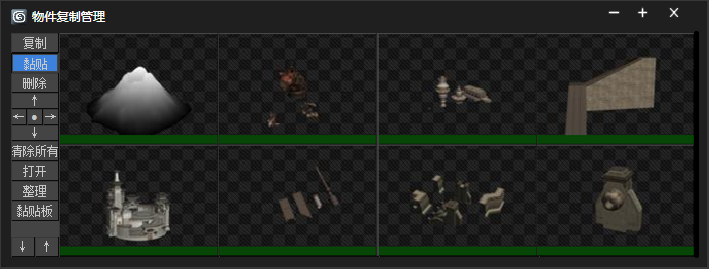 物件复制管理
复制
黏贴
删除
↑
← ● →
↓
清除所有
打开
整理
黏贴板
↓ ↑